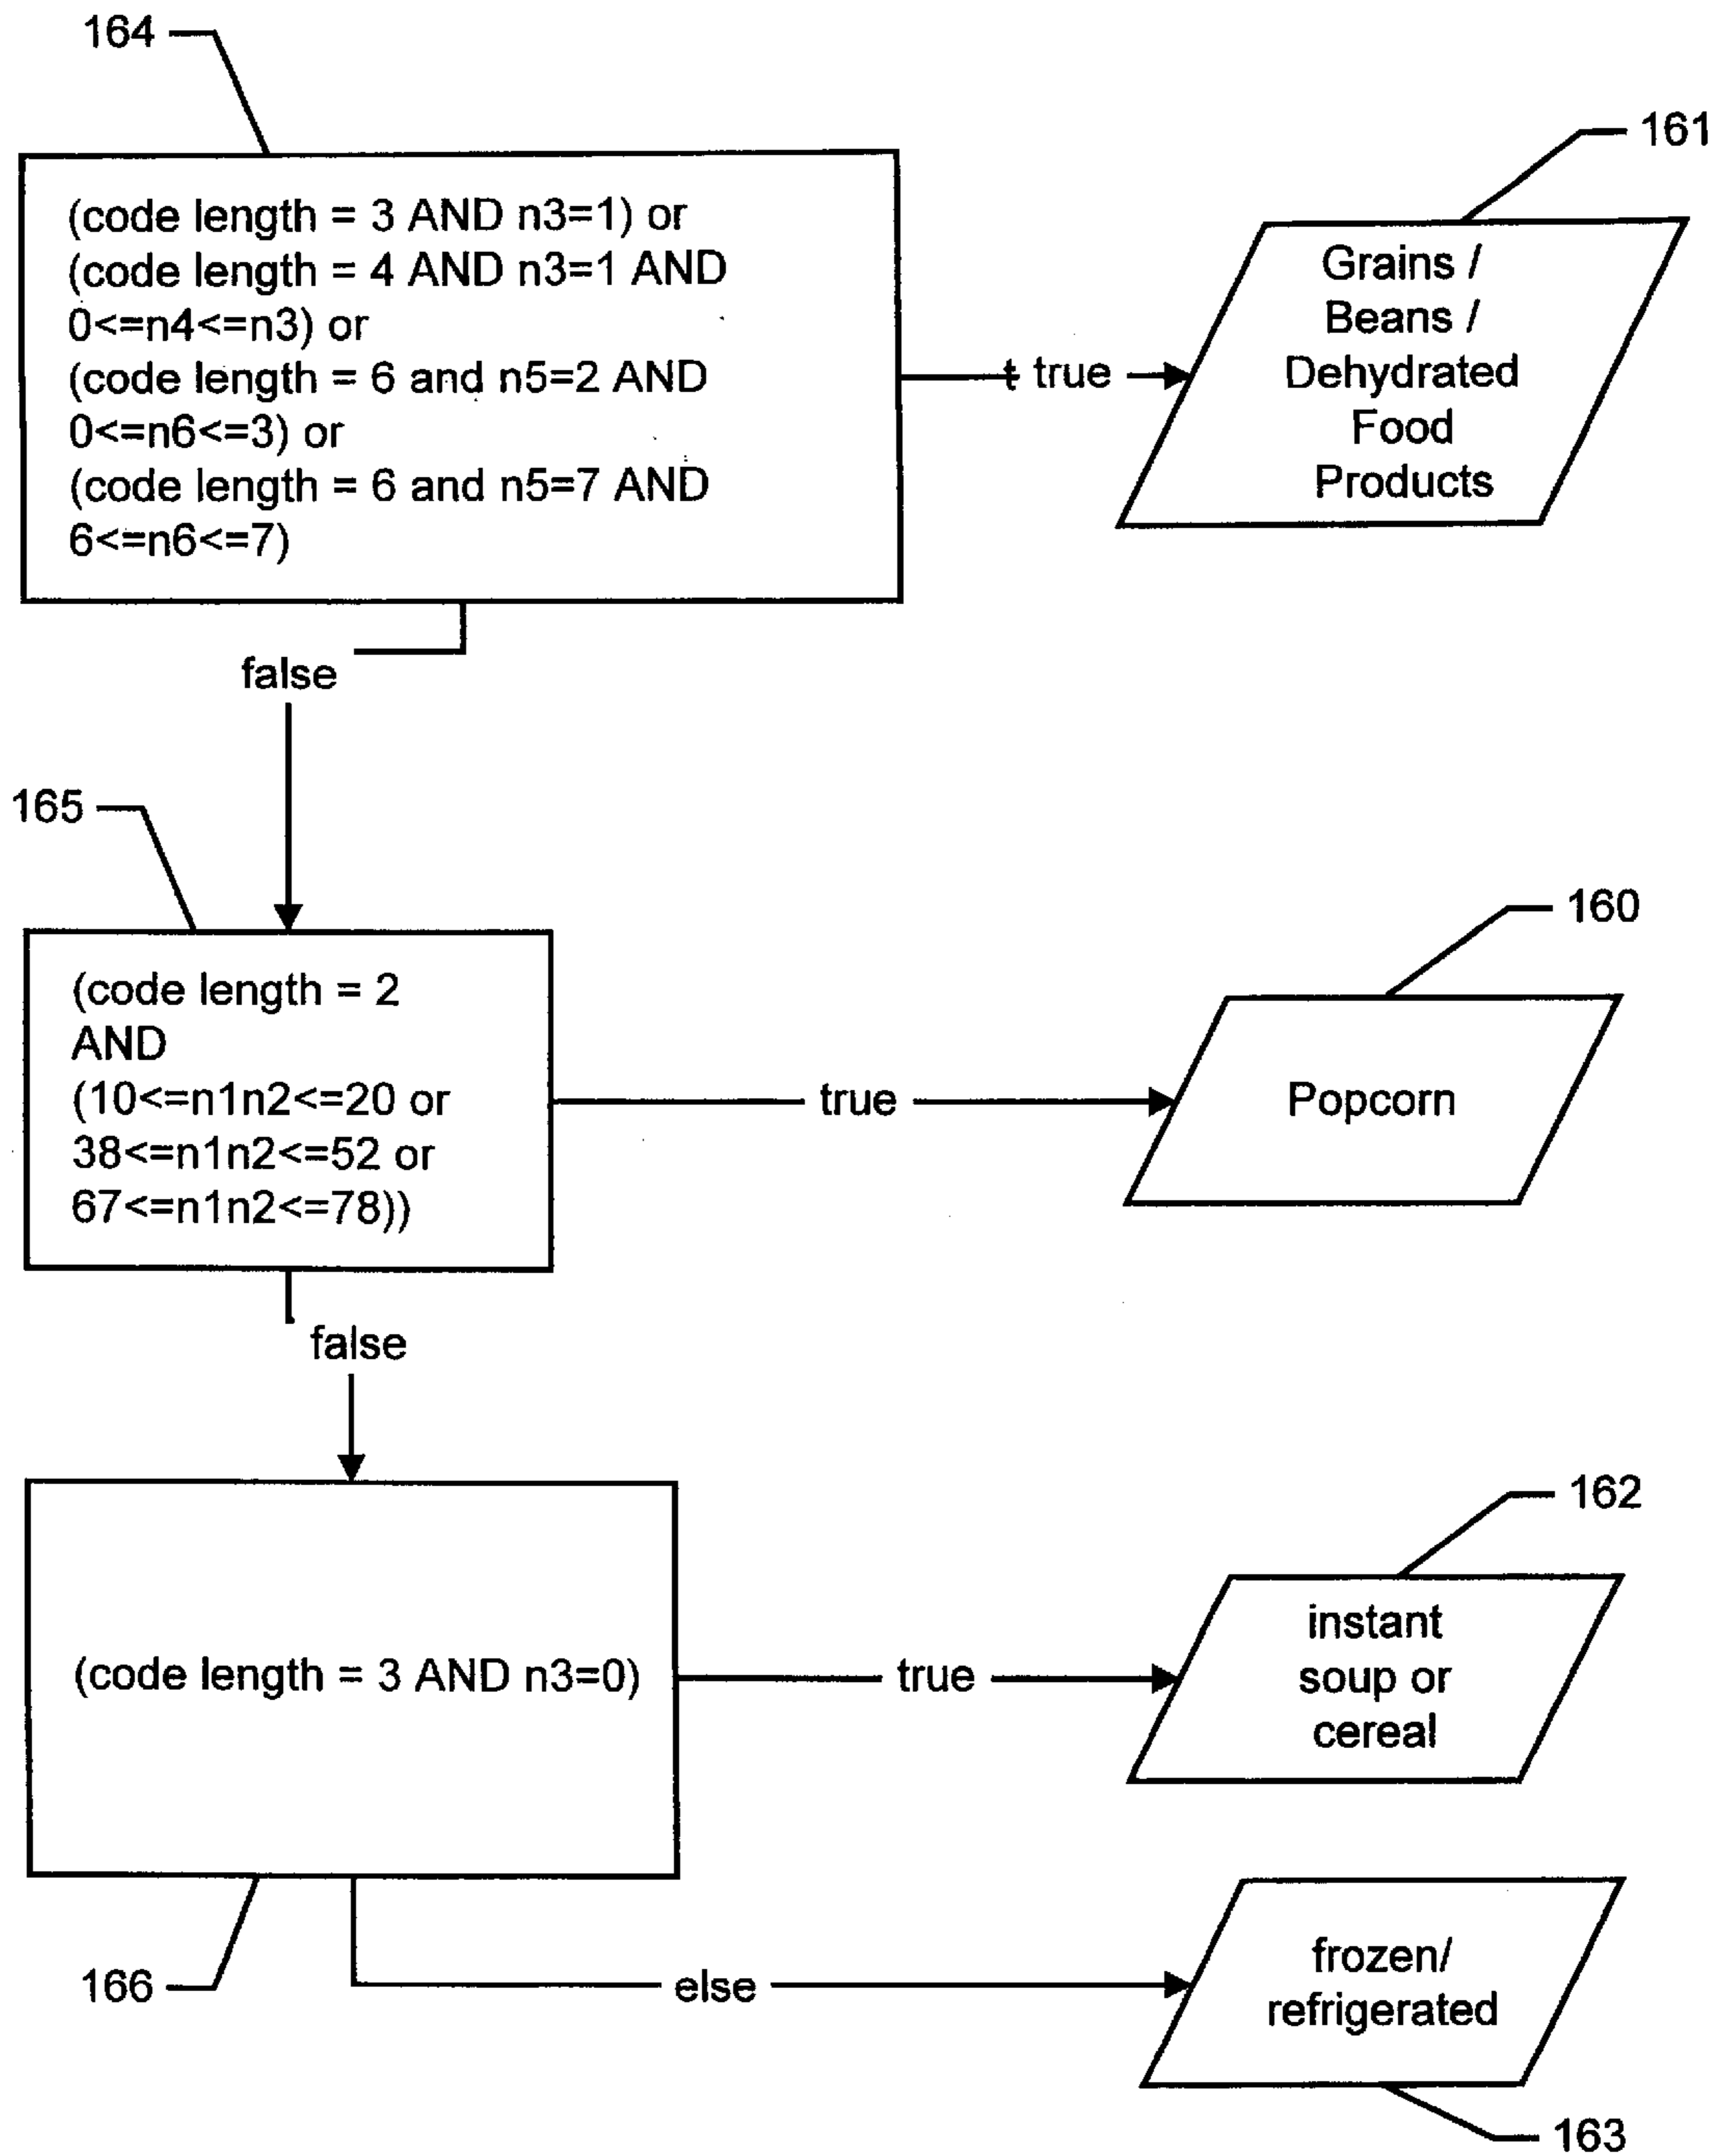 164
161
(code length = 3 AND n3=1) or
(code length = 4 AND n3=1 AND
0<=n4<=n3) or
(code length = 6 and n5=2 AND
0<=n6<=3) or
(code length = 6 and n5=7 AND
6<=n6<=7)
t true
Grains /
Beans /
Dehydrated
Food
Products
false
165
160
(code length = 2
AND
(10<=n1n2<=20 or
38<=n1n2<=52 or
67<=n1n2<=78))
true
Popcorn
false
162
(code length = 3 AND n3=0)
true
instant
soup or
cereal
166
else
frozen/
refrigerated
163